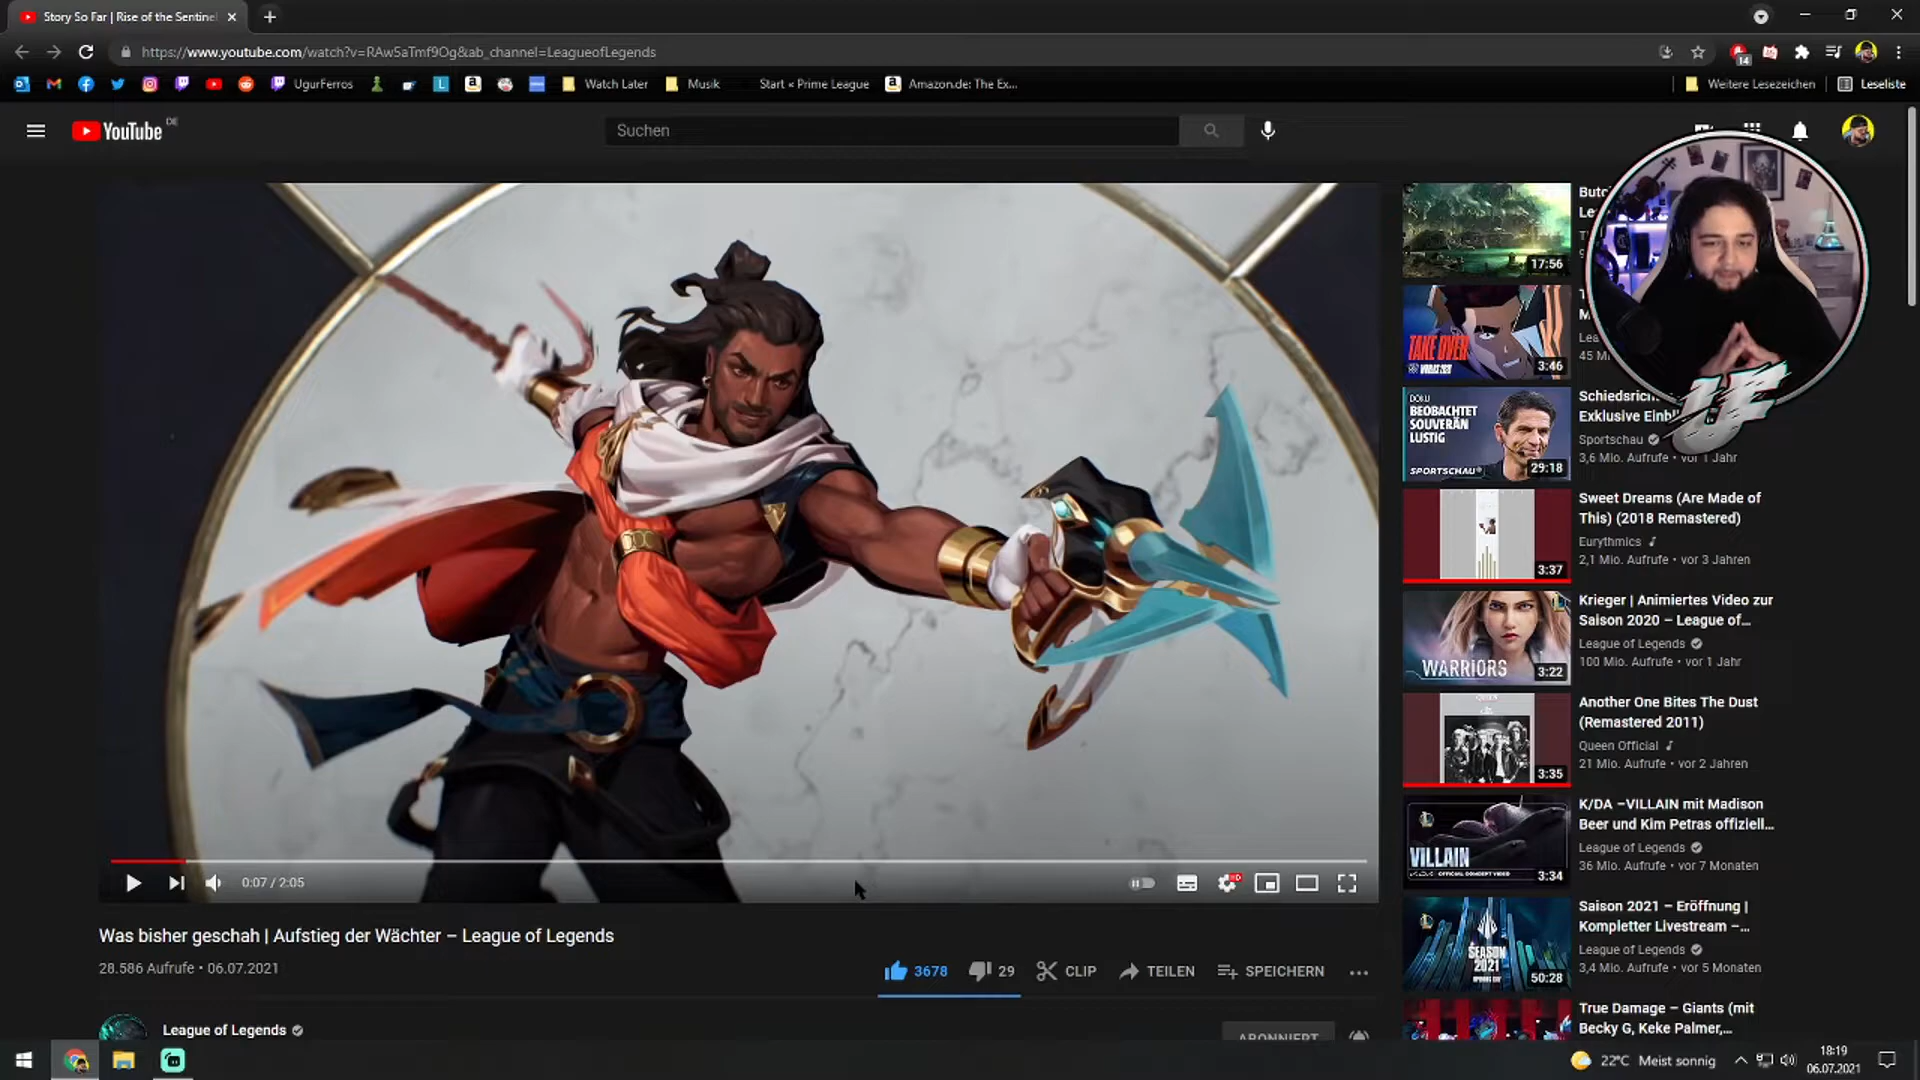 Story So Far | Rise of the Sentinel
https://www.youtube.com/watch?v=RAw5aTmf9Og&ab_channel=LeagueofLegends
14
UgurFerros
L
Watch Later
Musik
Start « Prime League
Amazon.de: The Ex...
Weitere Lesezeichen
Leseliste
YouTube DE
Suchen
17:56
TAKE OVER
3:46
45 Mi
DOKU
BEOBACHTET
SOUVERÄN
LUSTIG
SPORTSCHAU
29:18
Exklusive Einbl
Sportschau
3,6 Mio. Aufrufe • vor 1 Jahr
UF
Sweet Dreams (Are Made of
This) (2018 Remastered)
Eurythmics
2,1 Mio. Aufrufe • vor 3 Jahren
3:37
Krieger | Animiertes Video zur
Saison 2020 – League of...
League of Legends
100 Mio. Aufrufe • vor 1 Jahr
WARRIORS
3:22
Another One Bites The Dust
(Remastered 2011)
Queen Official
21 Mio. Aufrufe • vor 2 Jahren
3:35
K/DA –VILLAIN mit Madison
Beer und Kim Petras offiziell...
League of Legends
36 Mio. Aufrufe • vor 7 Monaten
VILLAIN
3:34
Saison 2021 – Eröffnung |
Kompletter Livestream –...
League of Legends
3,4 Mio. Aufrufe • vor 5 Monaten
SEASON
2021
50:28
True Damage – Giants (mit
Becky G, Keke Palmer,...
0:07 / 2:05
HD
Was bisher geschah | Aufstieg der Wächter – League of Legends
28.586 Aufrufe • 06.07.2021
3678
29
CLIP
TEILEN
SPEICHERN
League of Legends
ABONNIERT
22°C Meist sonnig
18:19
06.07.2021